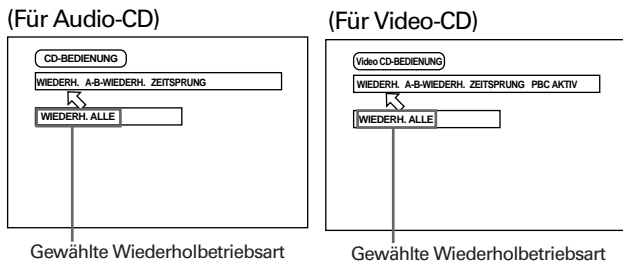 (Für Audio-CD)
CD-BEDIENUNG
WIEDERH. A-B-WIEDERH. ZEITSPRUNG
WIEDERH. ALLE
Gewählte Wiederholbetriebsart
(Für Video-CD)
Video CD-BEDIENUNG
WIEDERH. A-B-WIEDERH. ZEITSPRUNG PBC AKTIV
WIEDERH. ALLE
Gewählte Wiederholbetriebsart